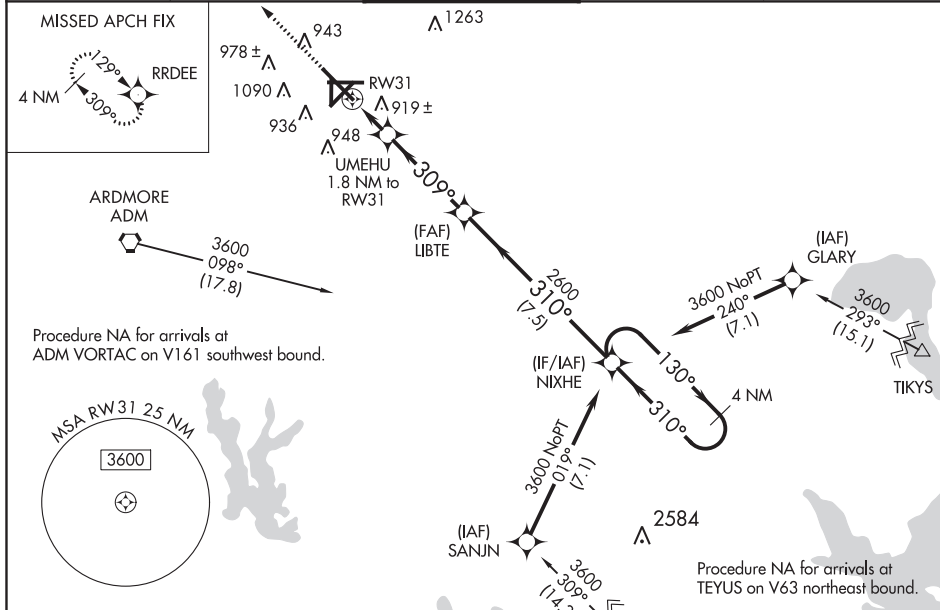 MISSED APCH FIX
129°
RRDEE
4 NM
309°
943
1263
978 ±
1090
936
948
RW31
919 ±
UMEHU
1.8 NM to
RW31
309°
ARDMORE
ADM
3600
098°
(17.8)
(FAF)
LIBTE
2600
310°
(7.5)
(IAF)
GLARY
3600 NoPT
240°
(7.1)
3600
293°
(15.1)
TIKYS
Procedure NA for arrivals at
ADM VORTAC on V161 southwest bound.
(IF/IAF)
NIXHE
130°
4 NM
310°
MSA RW31 25 NM
3600
3600 NoPT
019°
(7.1)
(IAF)
SANJN
2584
3600
309°
Procedure NA for arrivals at
TEYUS on V63 northeast bound.